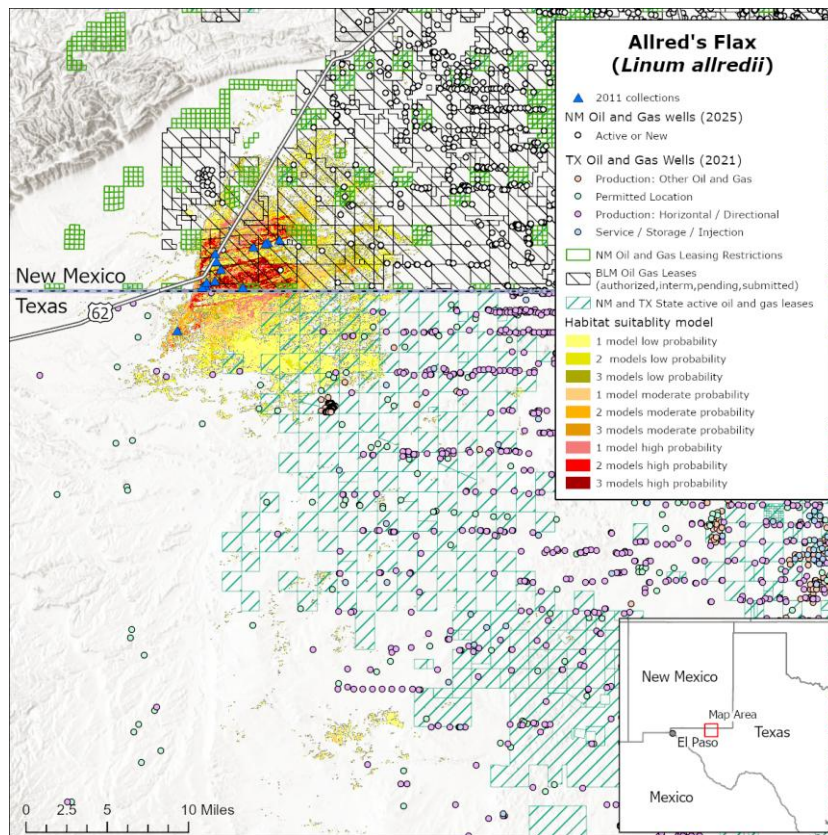 Allred's Flax
(Linum allredii)
2011 collections
NM Oil and Gas wells (2025)
Active or New
TX Oil and Gas Wells (2021)
Production: Other Oil and Gas
Permitted Location
Production: Horizontal / Directional
Service / Storage / Injection
NM Oil and Gas Leasing Restrictions
BLM Oil Gas Leases
(authorized,interm,pending,submitted)
NM and TX State active oil and gas leases
Habitat suitablity model
1 model low probability
2 models low probability
3 models low probability
1 model moderate probability
2 models moderate probability
3 models moderate probability
1 model high probability
2 models high probability
3 models high probability
New Mexico
Texas
62
New Mexico
Map Area
Texas
El Paso
Mexico
0 2.5 5 10 Miles